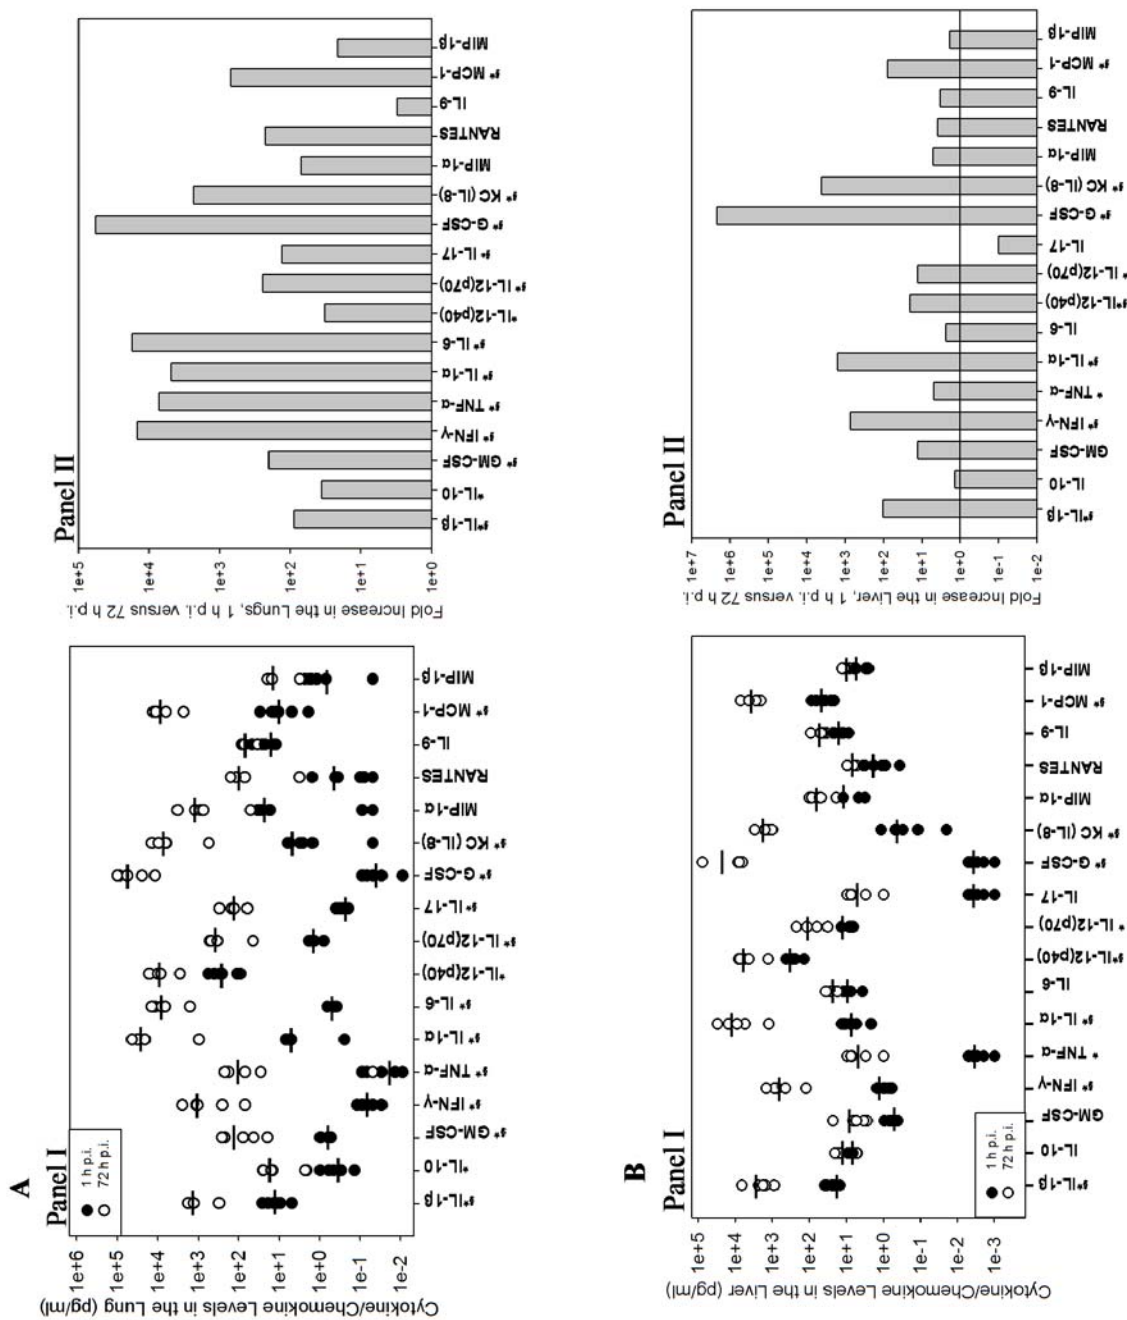 A
Panel I
1 h p.i.
72 h p.i.
Cytokine/Chemokine Levels in the Lung (pg/ml)
1e+6
1e+5
1e+4
1e+3
1e+2
1e+1
1e+0
1e-1
1e-2
§*IL-1β
*IL-10
§* GM-CSF
§* IFN-γ
§* TNF-α
§* IL-1α
§* IL-6
*IL-12(p40)
§*IL-12(p70)
§* IL-17
§* G-CSF
§* KC (IL-8)
MIP-1α
RANTES
IL-9
§* MCP-1
MIP-1β
Panel II
Fold Increase in the Lungs, 1 h p.i. versus 72 h p.i.
1e+5
1e+4
1e+3
1e+2
1e+1
1e+0
§*IL-1β
*IL-10
§* GM-CSF
§* IFN-γ
§* TNF-α
§* IL-1α
§* IL-6
*IL-12(p40)
§*IL-12(p70)
§* IL-17
§* G-CSF
§* KC (IL-8)
MIP-1α
RANTES
IL-9
§* MCP-1
MIP-1β
B
Panel I
1 h p.i.
72 h p.i.
Cytokine/Chemokine Levels in the Liver (pg/ml)
1e+5
1e+4
1e+3
1e+2
1e+1
1e+0
1e-1
1e-2
1e-3
§*IL-1β
IL-10
GM-CSF
§* IFN-γ
* TNF-α
§* IL-1α
IL-6
§*IL-12(p40)
* IL-12(p70)
IL-17
§* G-CSF
§* KC (IL-8)
MIP-1α
RANTES
IL-9
§* MCP-1
MIP-1β
Panel II
Fold Increase in the Liver, 1 h p.i. versus 72 h p.i.
1e+7
1e+6
1e+5
1e+4
1e+3
1e+2
1e+1
1e+0
1e-1
1e-2
§*IL-1β
IL-10
GM-CSF
§* IFN-γ
* TNF-α
§* IL-1α
IL-6
§*IL-12(p40)
* IL-12(p70)
IL-17
§* G-CSF
§* KC (IL-8)
MIP-1α
RANTES
IL-9
§* MCP-1
MIP-1β